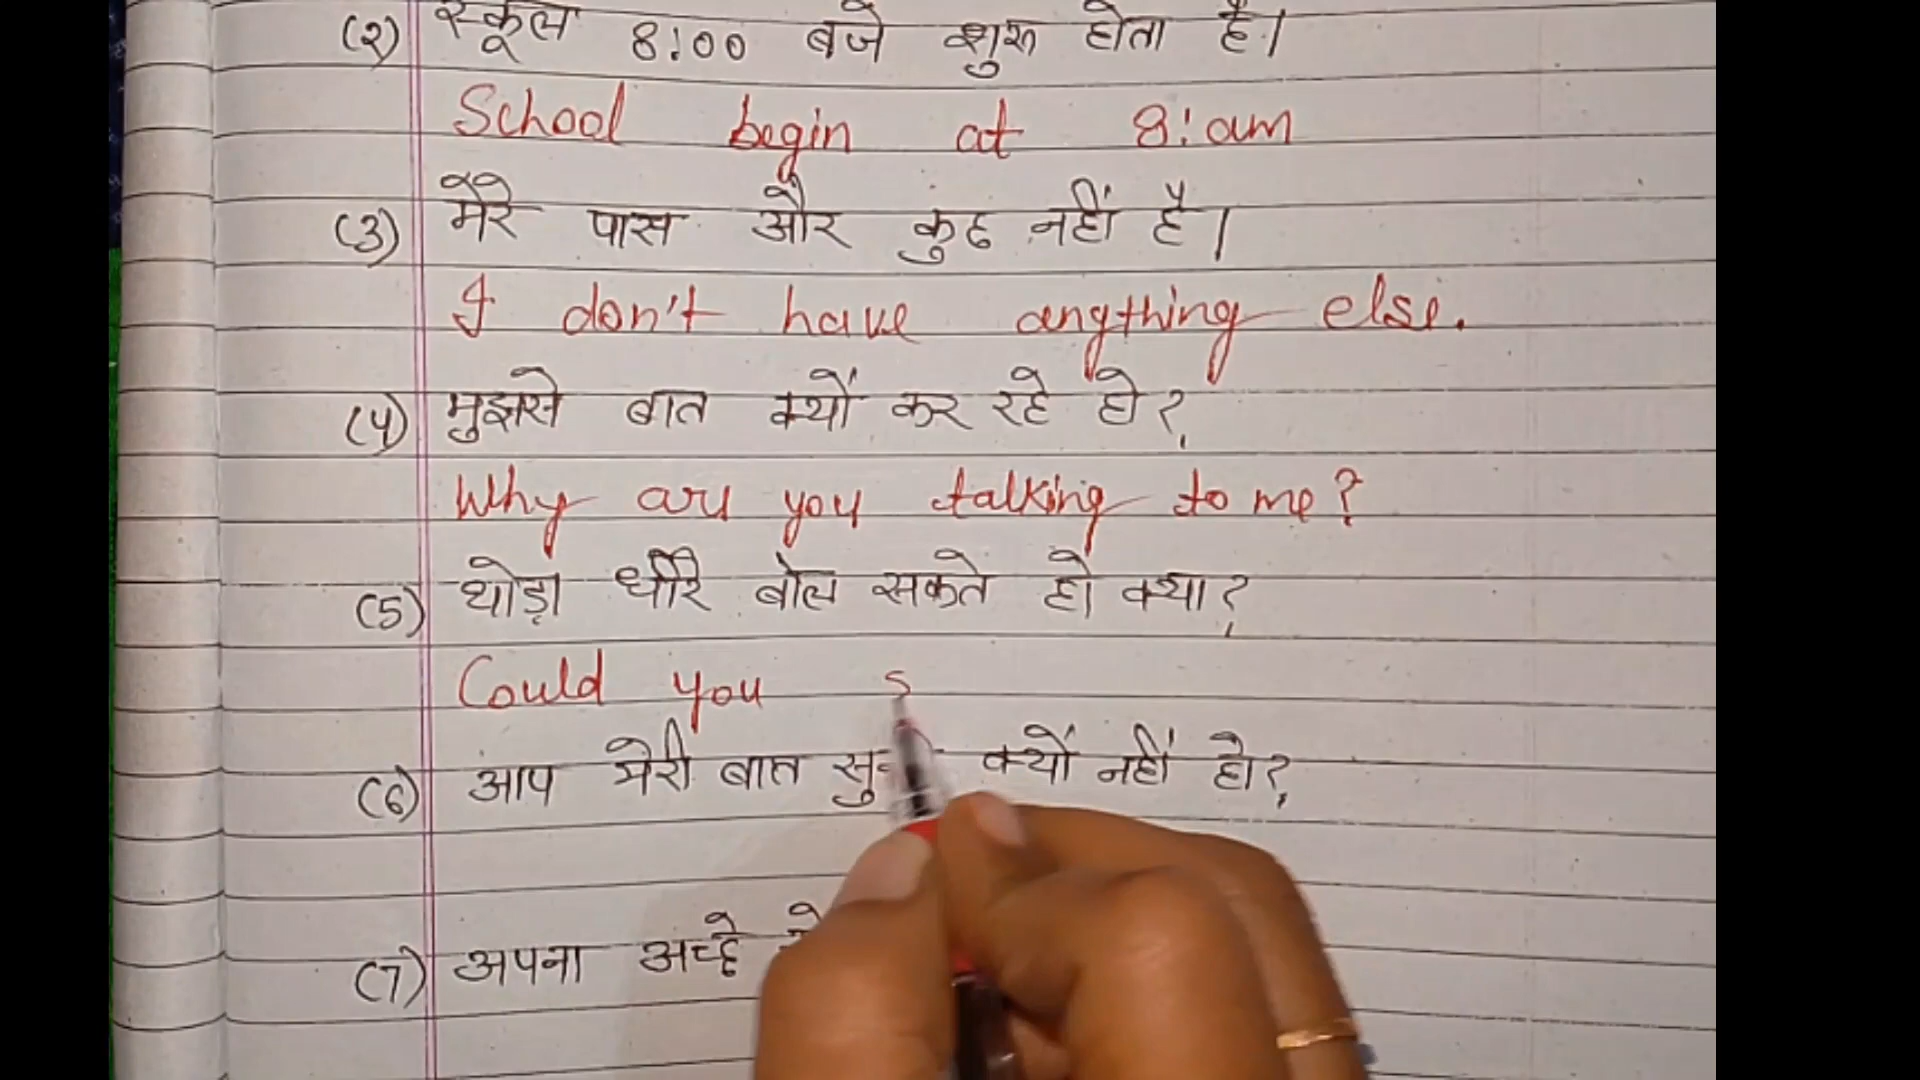 (2) स्कूल 8:00 बजे शुरू होता है।
School begin at 8:am
(3) मेरे पास और कुछ नहीं है।
I don't have anything else.
(4) मुझसे बात क्यों कर रहे हो?
Why are you talking to me?
(5) थोड़ा धीरे बोल सकते हो क्या?
Could you s
(6) आप मेरी बात क्यों नहीं हो?
(7) अपना अच्छे